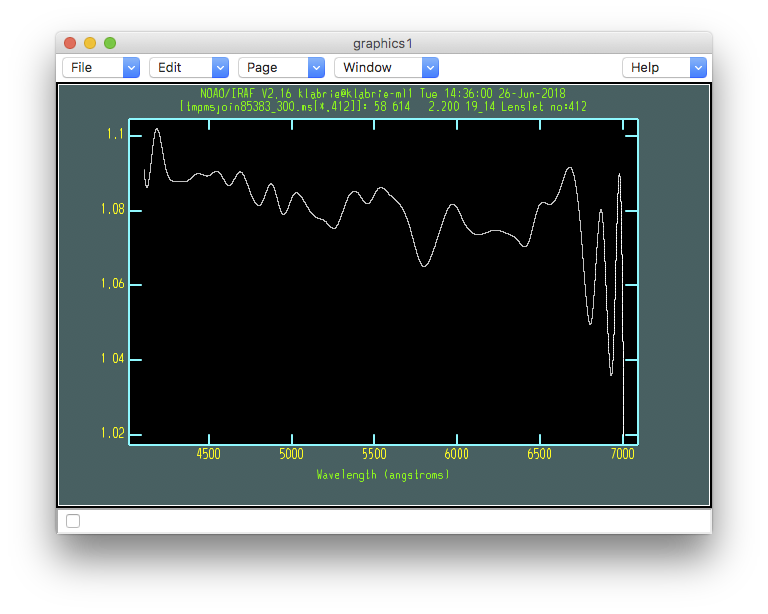 graphics1
File Edit Page Window Help
NOAO/IRAF V2.16 klabrie@klabrie-ml1 Tue 14:36:00 26-Jun-2018
[tmpmsjoin85383_300.ms[*,412]]: 58 614 2.200 19_14 Lenslet no:412
1.1
1.08
1.06
1.04
1.02
4500 5000 5500 6000 6500 7000
Wavelength (angstroms)